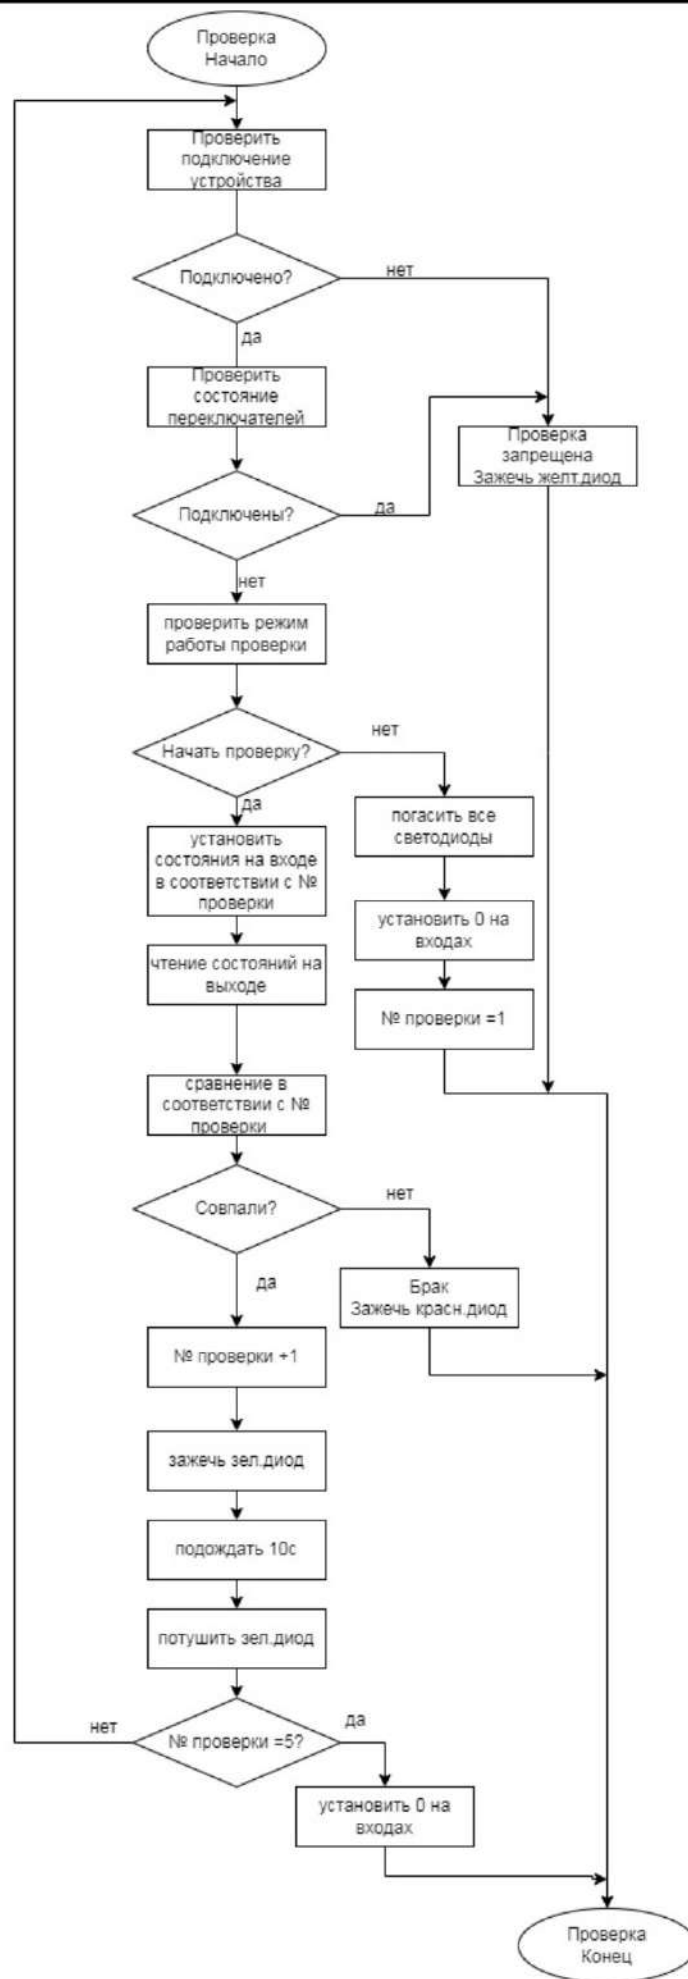 Проверка
Начало
Проверить
подключение
устройства
Подключено?
нет
да
Проверить
состояние
переключателей
Проверка
запрещена
Зажечь желт.диод
Подключены?
да
нет
проверить режим
работы проверки
Начать проверку?
нет
да
погасить все
светодиоды
установить
состояния на входе
в соответствии с №
проверки
установить 0 на
входах
чтение состояний на
выходе
№ проверки =1
сравнение в
соответствии с №
проверки
Совпали?
нет
да
Брак
Зажечь красн.диод
№ проверки +1
зажечь зел.диод
подождать 10с
потушить зел.диод
№ проверки =5?
нет
да
установить 0 на
входах
Проверка
Конец